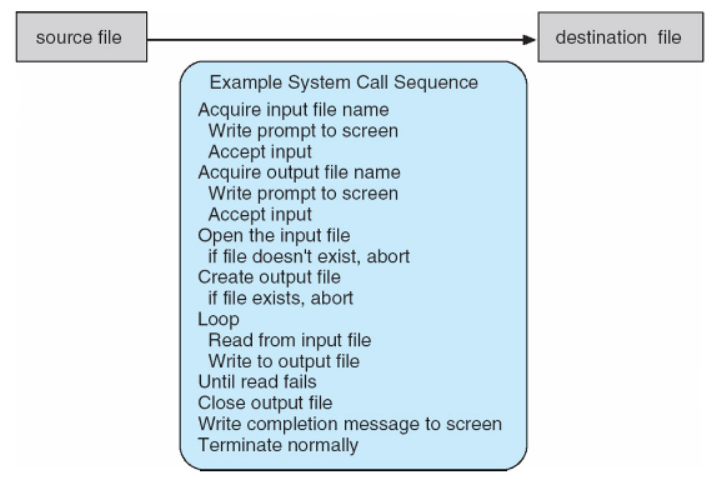 source file
destination file
Example System Call Sequence
Acquire input file name
Write prompt to screen
Accept input
Acquire output file name
Write prompt to screen
Accept input
Open the input file
if file doesn't exist, abort
Create output file
if file exists, abort
Loop
Read from input file
Write to output file
Until read fails
Close output file
Write completion message to screen
Terminate normally